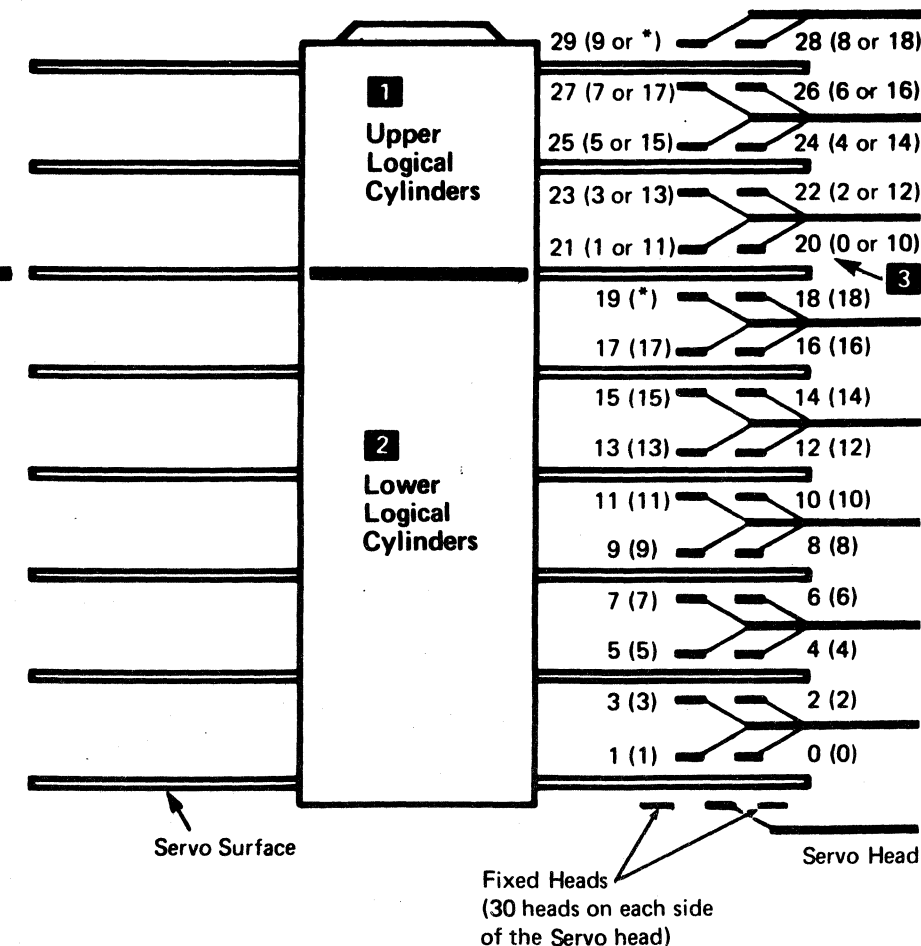 29 (9 or *) 28 (8 or 18)
1
27 (7 or 17) 26 (6 or 16)
Upper
Logical
Cylinders
25 (5 or 15) 24 (4 or 14)
23 (3 or 13) 22 (2 or 12)
21 (1 or 11) 20 (0 or 10)
3
19 (*) 18 (18)
17 (17) 16 (16)
15 (15) 14 (14)
13 (13) 12 (12)
2
Lower
Logical
Cylinders
11 (11) 10 (10)
9 (9) 8 (8)
7 (7) 6 (6)
5 (5) 4 (4)
3 (3) 2 (2)
1 (1) 0 (0)
Servo Surface
Servo Head
Fixed Heads
(30 heads on each side
of the Servo head)